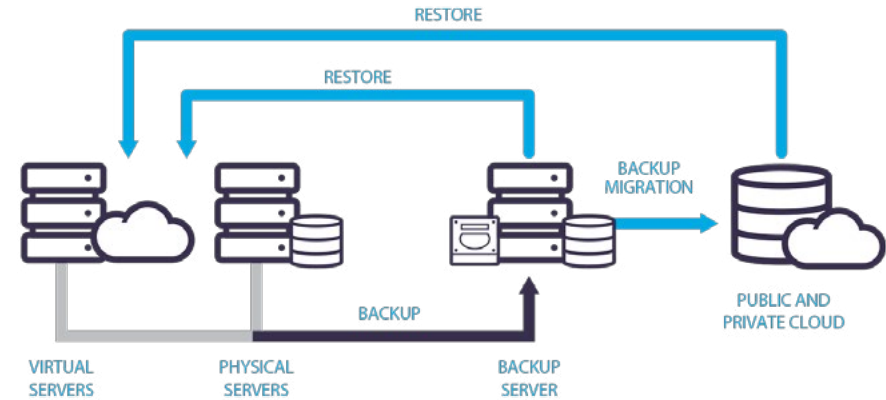 RESTORE
RESTORE
BACKUP
MIGRATION
BACKUP
PUBLIC AND
PRIVATE CLOUD
VIRTUAL
SERVERS
PHYSICAL
SERVERS
BACKUP
SERVER